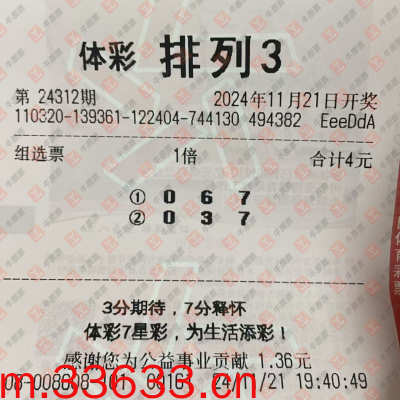 体彩 排列3
第 24312期 2024年11月21日开奖
110320-139361-122404-744130 494382 EeeDdA
组选票 1倍 合计4元
① 0 6 7
② 0 3 7
3分期待，7分释怀
体彩7星彩，为生活添彩！
感谢您为公益事业贡献 1.36元
24/11/21 19:40:49
m.33633.cn